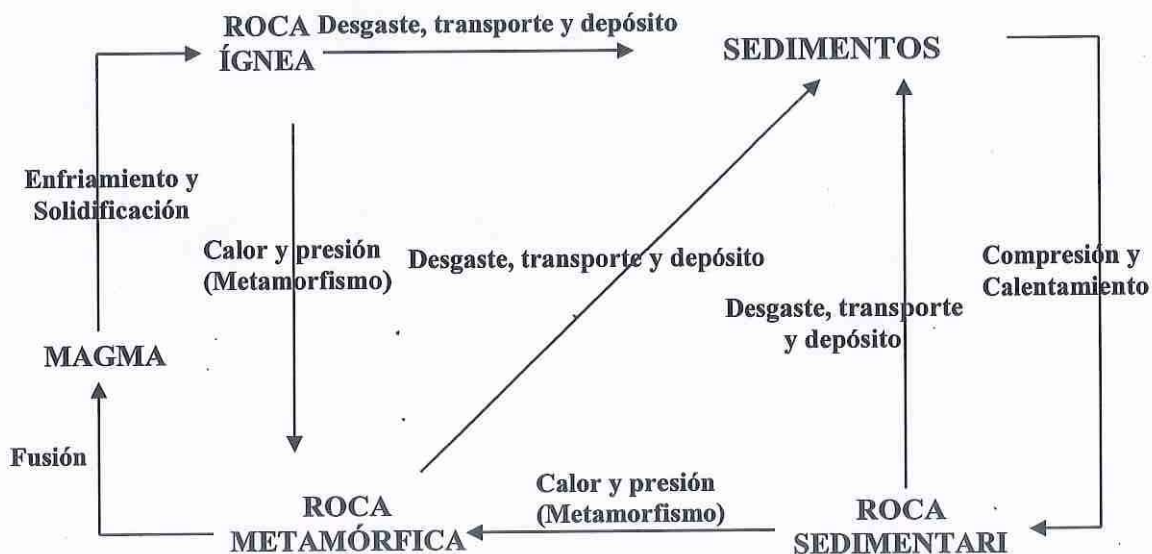 ROCA
ÍGNEA
Desgaste, transporte y depósito
SEDIMENTOS
Enfriamiento y
Solidificación
Calor y presión
(Metamorfismo)
Desgaste, transporte y depósito
Desgaste, transporte
y depósito
Compresión y
Calentamiento
MAGMA
Fusión
ROCA
METAMÓRFICA
Calor y presión
(Metamorfismo)
ROCA
SEDIMENTARI